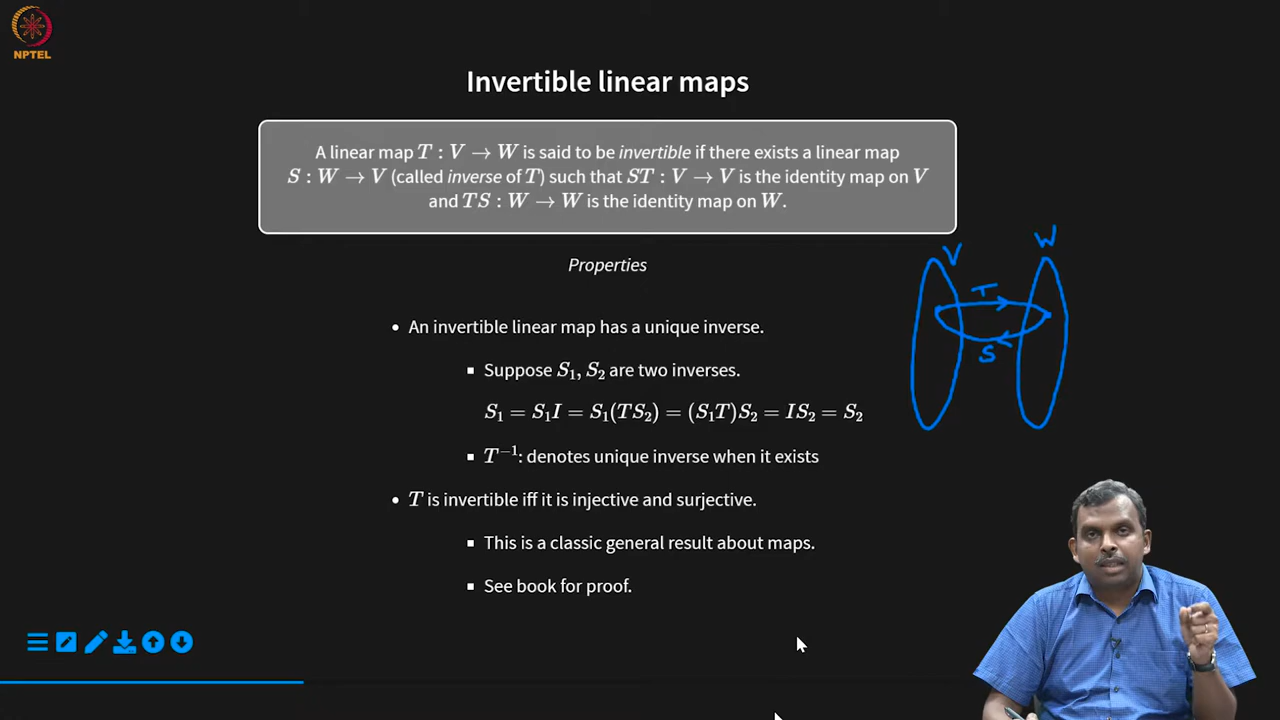 NPTEL
Invertible linear maps
A linear map T : V → W is said to be invertible if there exists a linear map
S : W → V (called inverse of T) such that ST : V → V is the identity map on V
and TS : W → W is the identity map on W.
Properties
• An invertible linear map has a unique inverse.
▪ Suppose S₁, S₂ are two inverses.
S₁ = S₁I = S₁(TS₂) = (S₁T)S₂ = IS₂ = S₂
▪ T⁻¹: denotes unique inverse when it exists
• T is invertible iff it is injective and surjective.
▪ This is a classic general result about maps.
▪ See book for proof.
V
W
T
S